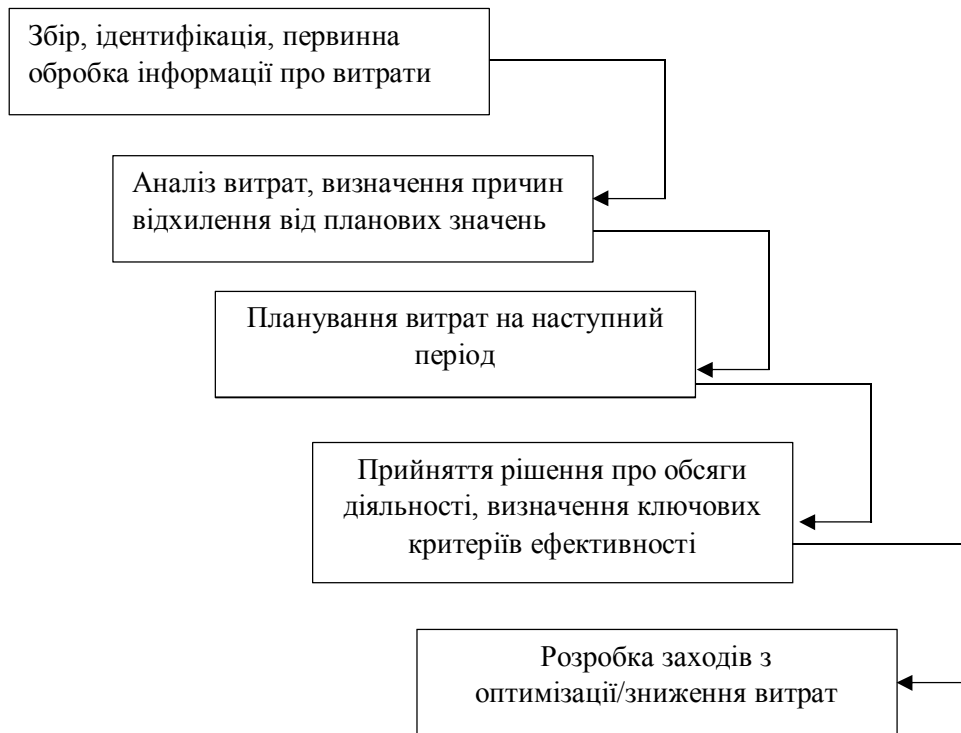 Збір, ідентифікація, первинна
обробка інформації про витрати
Аналіз витрат, визначення причин
відхилення від планових значень
Планування витрат на наступний
період
Прийняття рішення про обсяги
діяльності, визначення ключових
критеріїв ефективності
Розробка заходів з
оптимізації/зниження витрат